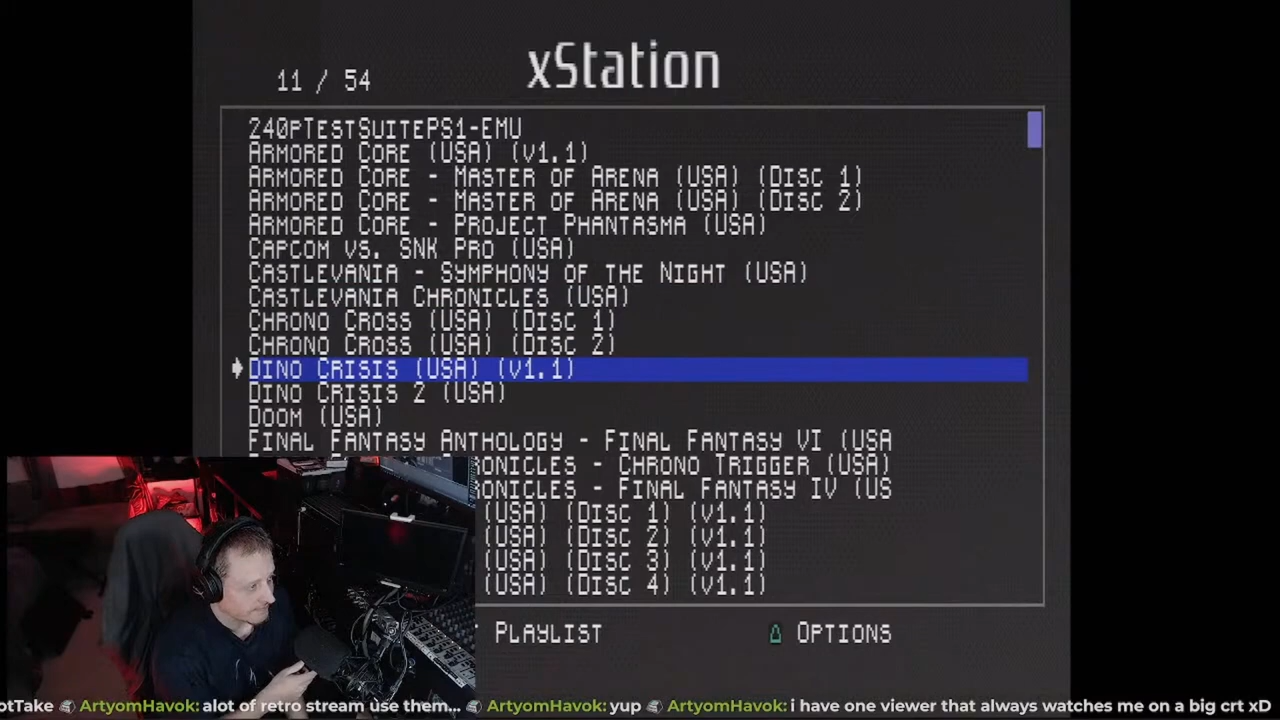 xStation
11 / 54
240pTestSuitePS1-EMU
Armored Core (USA) (v1.1)
Armored Core - Master of Arena (USA) (Disc 1)
Armored Core - Master of Arena (USA) (Disc 2)
Armored Core - Project Phantasma (USA)
Capcom vs. SNK Pro (USA)
Castlevania - Symphony of the Night (USA)
Castlevania Chronicles (USA)
Chrono Cross (USA) (Disc 1)
Chrono Cross (USA) (Disc 2)
Dino Crisis (USA) (v1.1)
Dino Crisis 2 (USA)
Doom (USA)
Final Fantasy Anthology - Final Fantasy VI (USA
ronicles - Chrono Trigger (USA)
ronicles - Final Fantasy IV (US
(USA) (Disc 1) (v1.1)
(USA) (Disc 2) (v1.1)
(USA) (Disc 3) (v1.1)
(USA) (Disc 4) (v1.1)
Playlist
Δ Options
otTake ArtyomHavok: alot of retro stream use them... ArtyomHavok: yup ArtyomHavok: i have one viewer that always watches me on a big crt xD